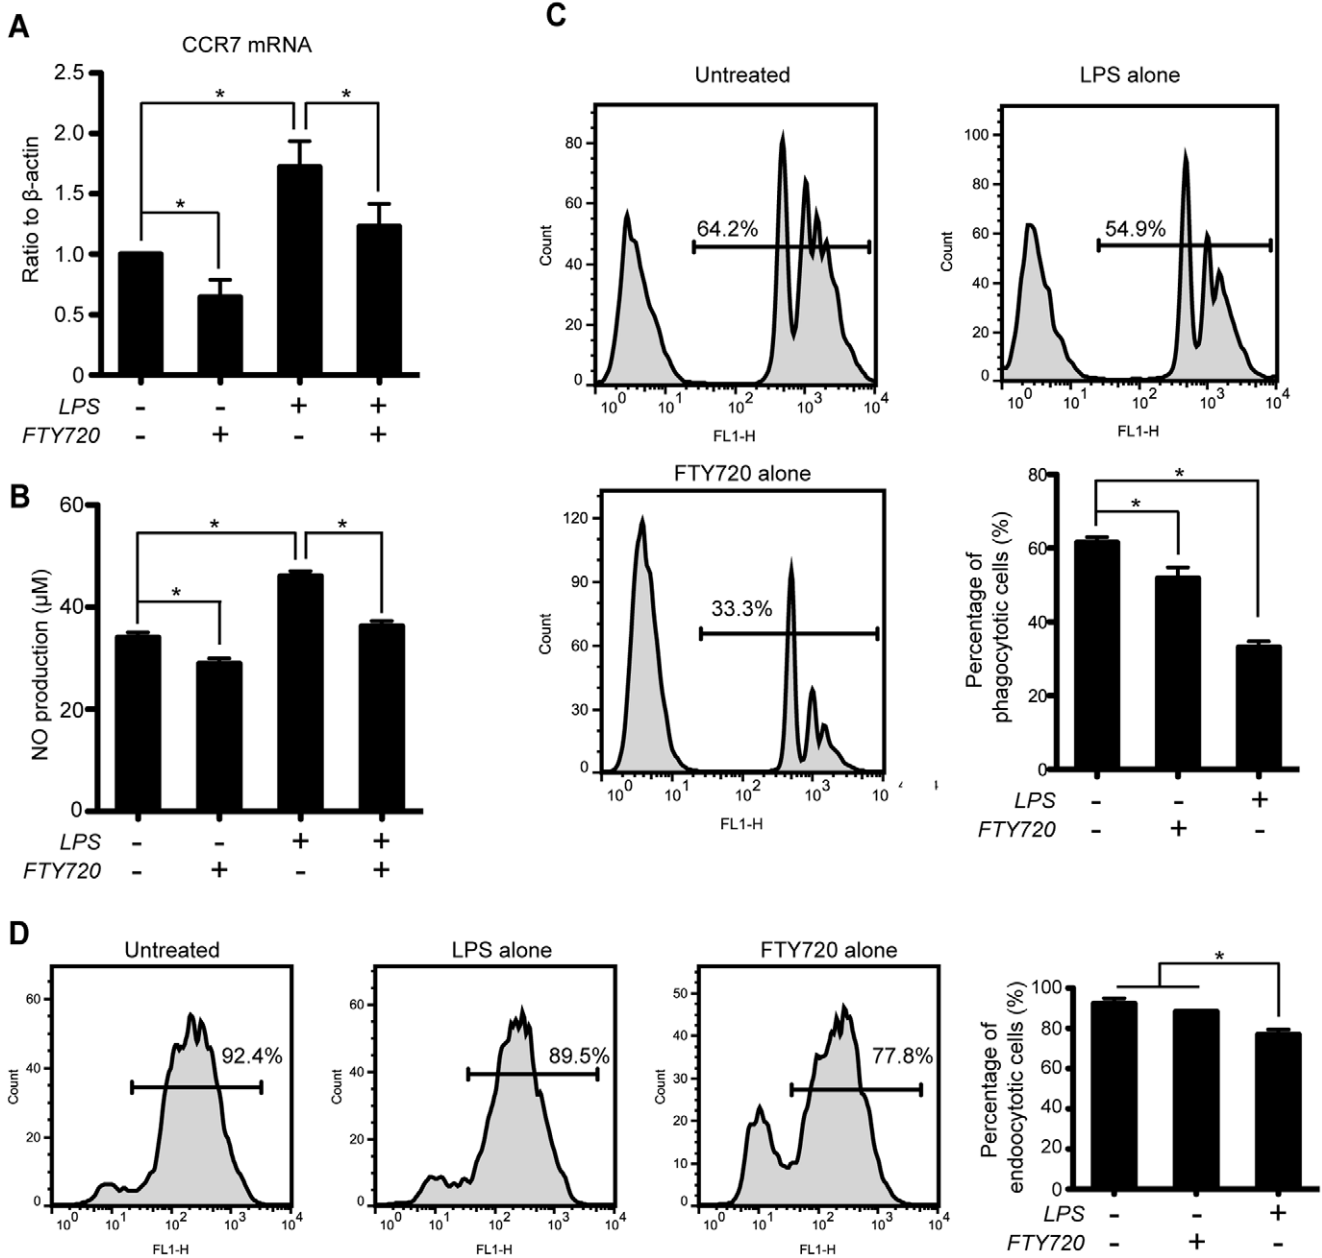 A
CCR7 mRNA
Ratio to β-actin
2.5
2.0
1.5
1.0
0.5
0
*
*
*
LPS - - + +
FTY720 - + - +
B
NO production (µM)
60
40
20
0
*
*
*
LPS - - + +
FTY720 - + - +
C
Untreated
Count
80
60
40
20
0
64.2%
10^0 10^1 10^2 10^3 10^4
FL1-H
LPS alone
Count
100
80
60
40
20
0
54.9%
10^0 10^1 10^2 10^3 10^4
FL1-H
FTY720 alone
Count
120
90
60
30
0
33.3%
10^0 10^1 10^2 10^3 10
FL1-H
Percentage of
phagocytotic cells (%)
80
60
40
20
0
*
*
LPS - - +
FTY720 - + -
D
Untreated
Count
60
40
20
0
92.4%
10^0 10^1 10^2 10^3 10^4
FL1-H
LPS alone
Count
60
40
20
0
89.5%
10^0 10^1 10^2 10^3 10^4
FL1-H
FTY720 alone
Count
50
40
30
20
10
0
77.8%
10^0 10^1 10^2 10^3 10^4
FL1-H
Percentage of
endocytotic cells (%)
100
80
60
40
20
0
*
LPS - - +
FTY720 - + -